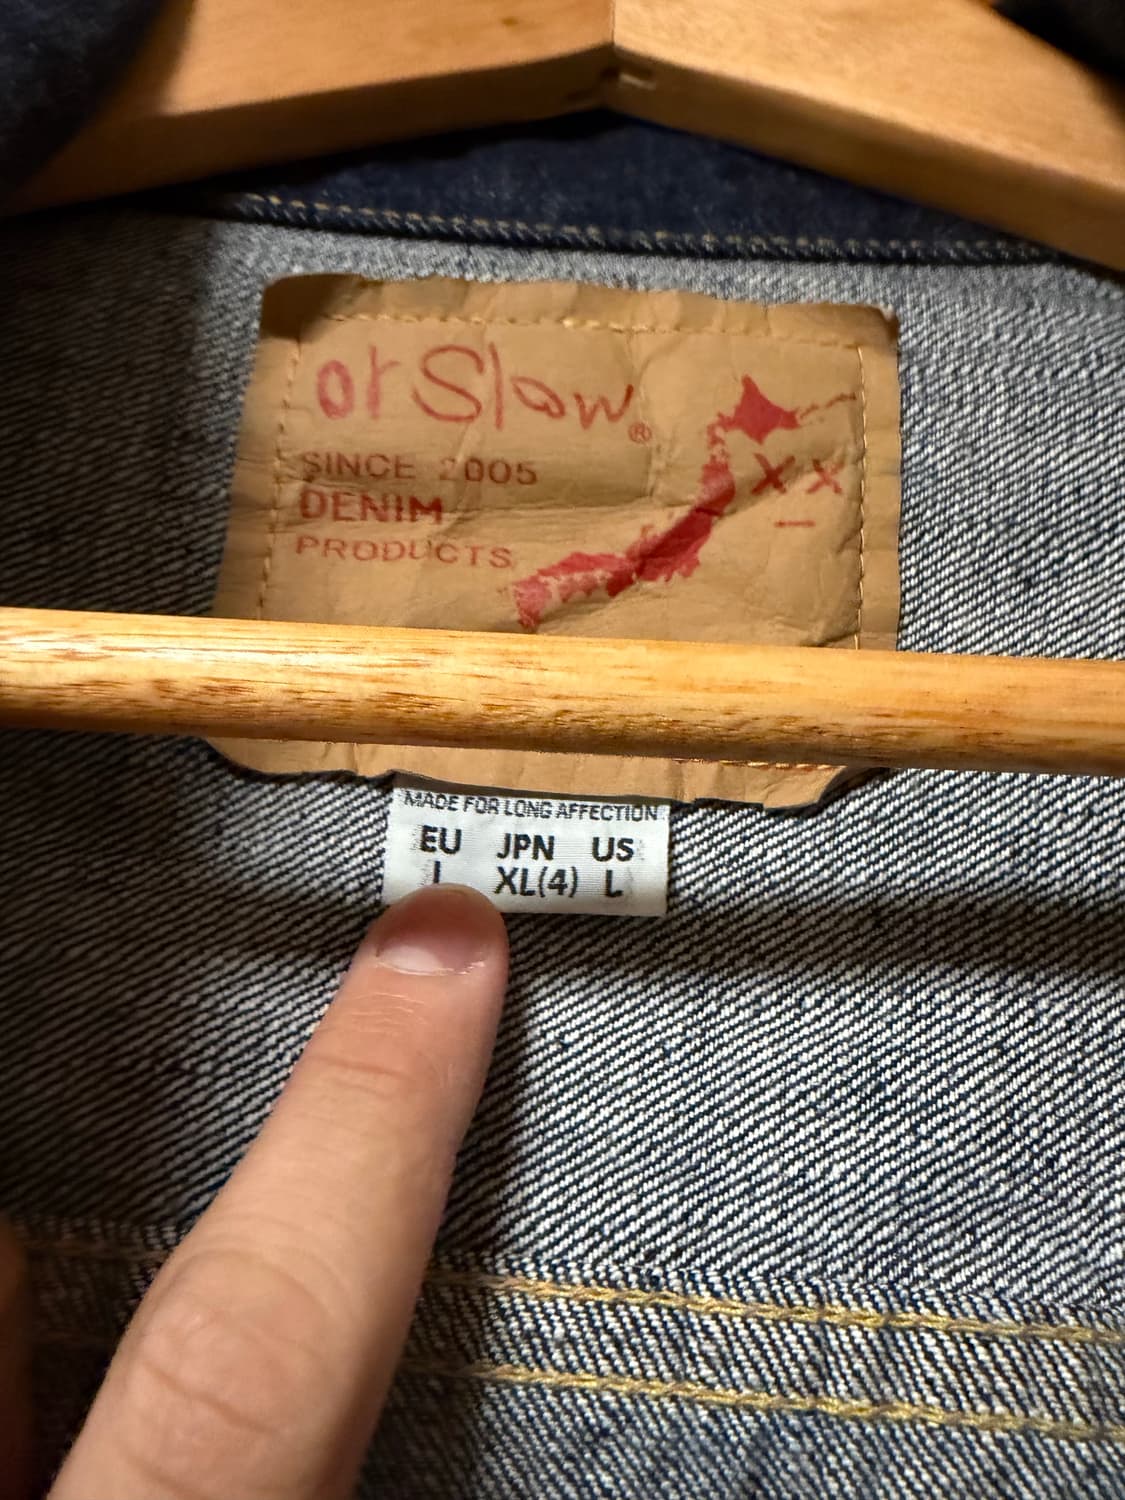 orSlow®
SINCE 2005
DENIM
PRODUCTS
XX
MADE FOR LONG AFFECTION
EU JPN US
L XL(4) L